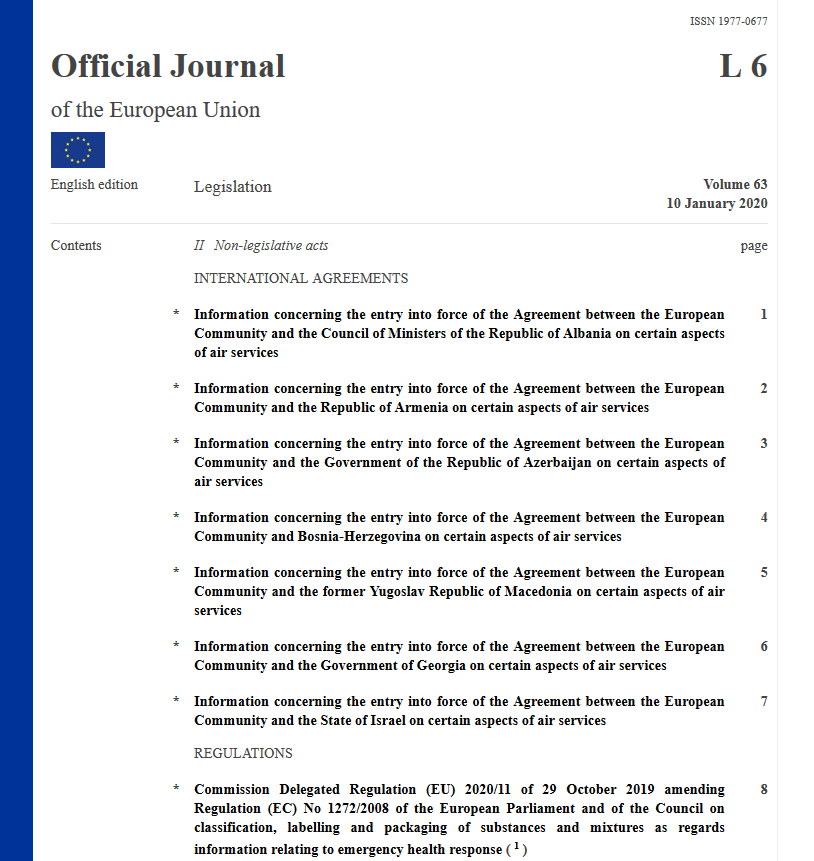 ISSN 1977-0677
Official Journal
L 6
of the European Union
English edition
Legislation
Volume 63
10 January 2020
Contents
II Non-legislative acts
page
INTERNATIONAL AGREEMENTS
* Information concerning the entry into force of the Agreement between the European 1
Community and the Council of Ministers of the Republic of Albania on certain aspects
of air services
* Information concerning the entry into force of the Agreement between the European 2
Community and the Republic of Armenia on certain aspects of air services
* Information concerning the entry into force of the Agreement between the European 3
Community and the Government of the Republic of Azerbaijan on certain aspects of
air services
* Information concerning the entry into force of the Agreement between the European 4
Community and Bosnia-Herzegovina on certain aspects of air services
* Information concerning the entry into force of the Agreement between the European 5
Community and the former Yugoslav Republic of Macedonia on certain aspects of air
services
* Information concerning the entry into force of the Agreement between the European 6
Community and the Government of Georgia on certain aspects of air services
* Information concerning the entry into force of the Agreement between the European 7
Community and the State of Israel on certain aspects of air services
REGULATIONS
* Commission Delegated Regulation (EU) 2020/11 of 29 October 2019 amending 8
Regulation (EC) No 1272/2008 of the European Parliament and of the Council on
classification, labelling and packaging of substances and mixtures as regards
information relating to emergency health response ( 1 )